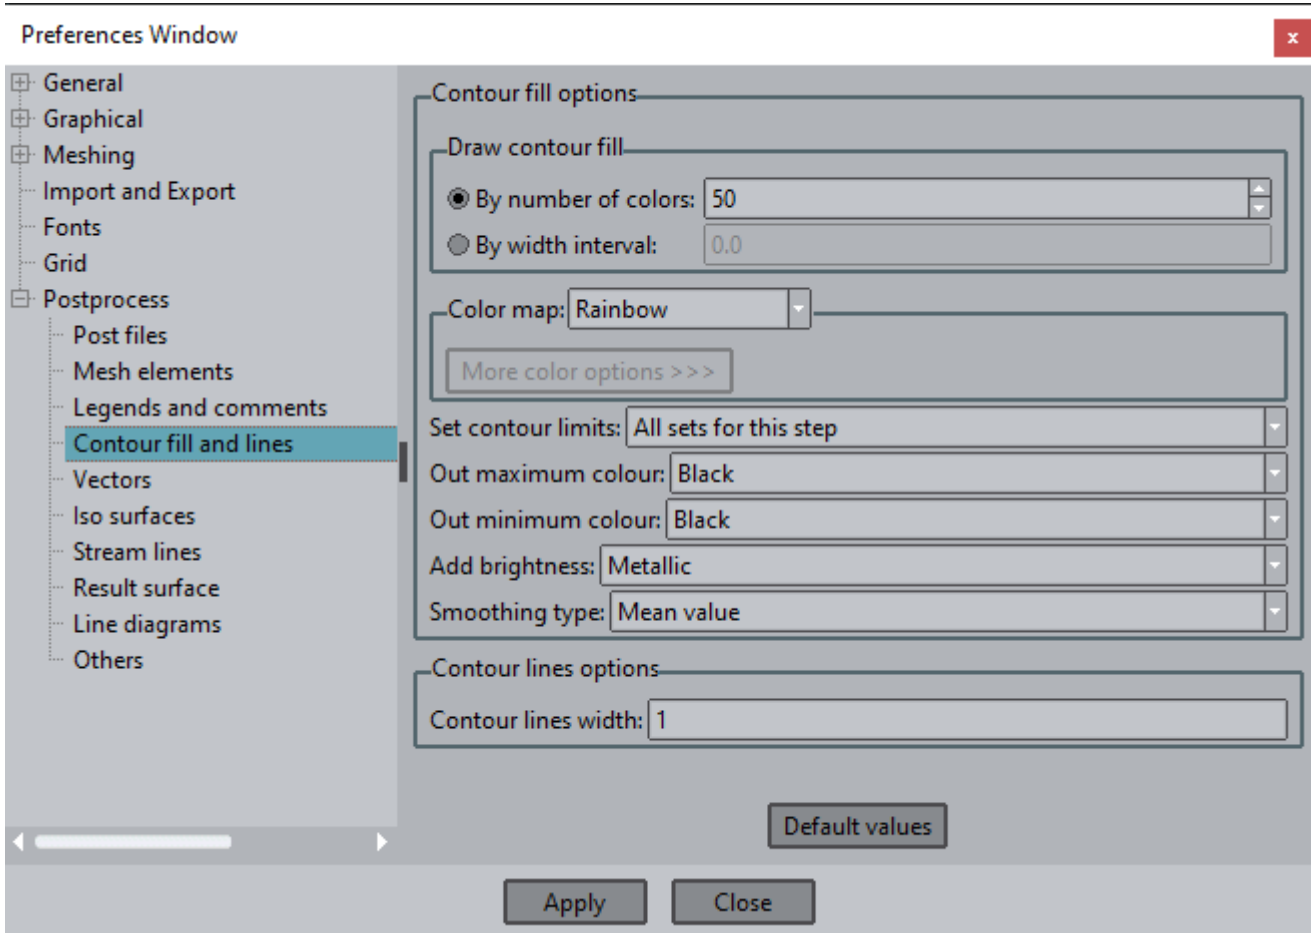 Preferences Window
x
General
Graphical
Meshing
Import and Export
Fonts
Grid
Postprocess
Post files
Mesh elements
Legends and comments
Contour fill and lines
Vectors
Iso surfaces
Stream lines
Result surface
Line diagrams
Others
Contour fill options
Draw contour fill
By number of colors: 50
By width interval: 0.0
Color map: Rainbow
More color options >>>
Set contour limits: All sets for this step
Out maximum colour: Black
Out minimum colour: Black
Add brightness: Metallic
Smoothing type: Mean value
Contour lines options
Contour lines width: 1
Default values
Apply Close